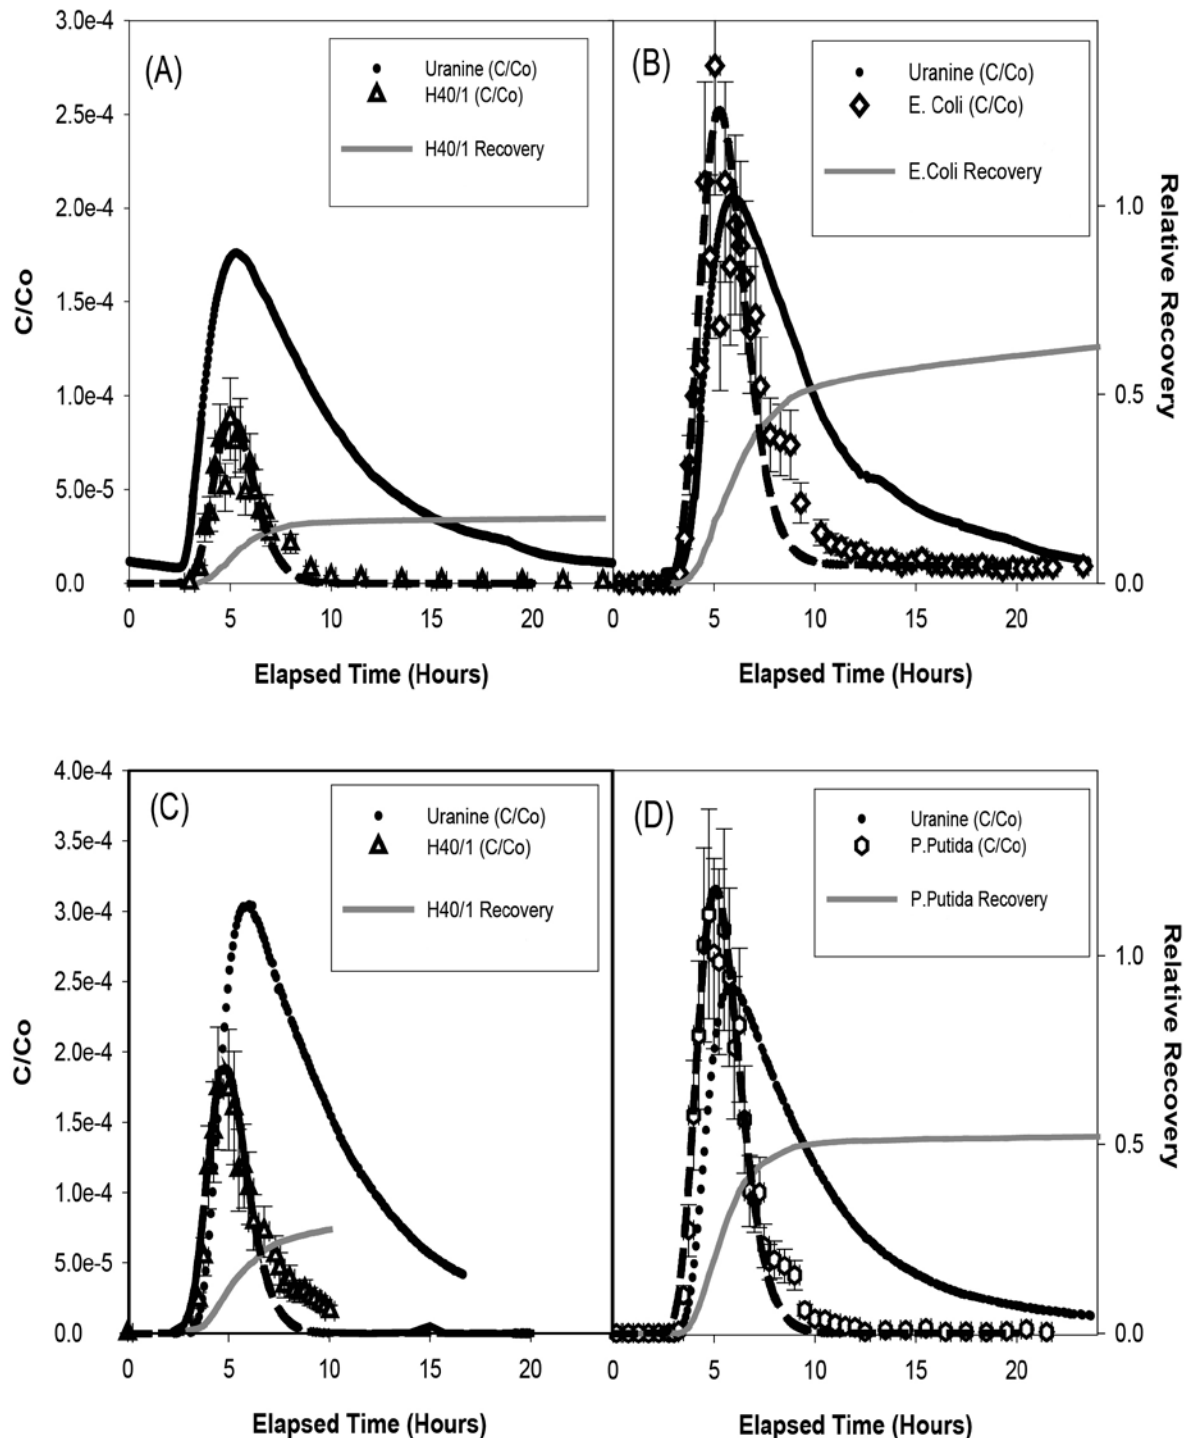 (A)
Uranine (C/Co)
H40/1 (C/Co)
H40/1 Recovery
(B)
Uranine (C/Co)
E. Coli (C/Co)
E.Coli Recovery
3.0e-4
2.5e-4
2.0e-4
1.5e-4
1.0e-4
5.0e-5
0.0
C/Co
1.0
0.5
0.0
Relative Recovery
0 5 10 15 20
0 5 10 15 20
Elapsed Time (Hours)
Elapsed Time (Hours)
(C)
Uranine (C/Co)
H40/1 (C/Co)
H40/1 Recovery
(D)
Uranine (C/Co)
P.Putida (C/Co)
P.Putida Recovery
4.0e-4
3.5e-4
3.0e-4
2.5e-4
2.0e-4
1.5e-4
1.0e-4
5.0e-5
0.0
C/Co
1.0
0.5
0.0
Relative Recovery
0 5 10 15 20
0 5 10 15 20
Elapsed Time (Hours)
Elapsed Time (Hours)